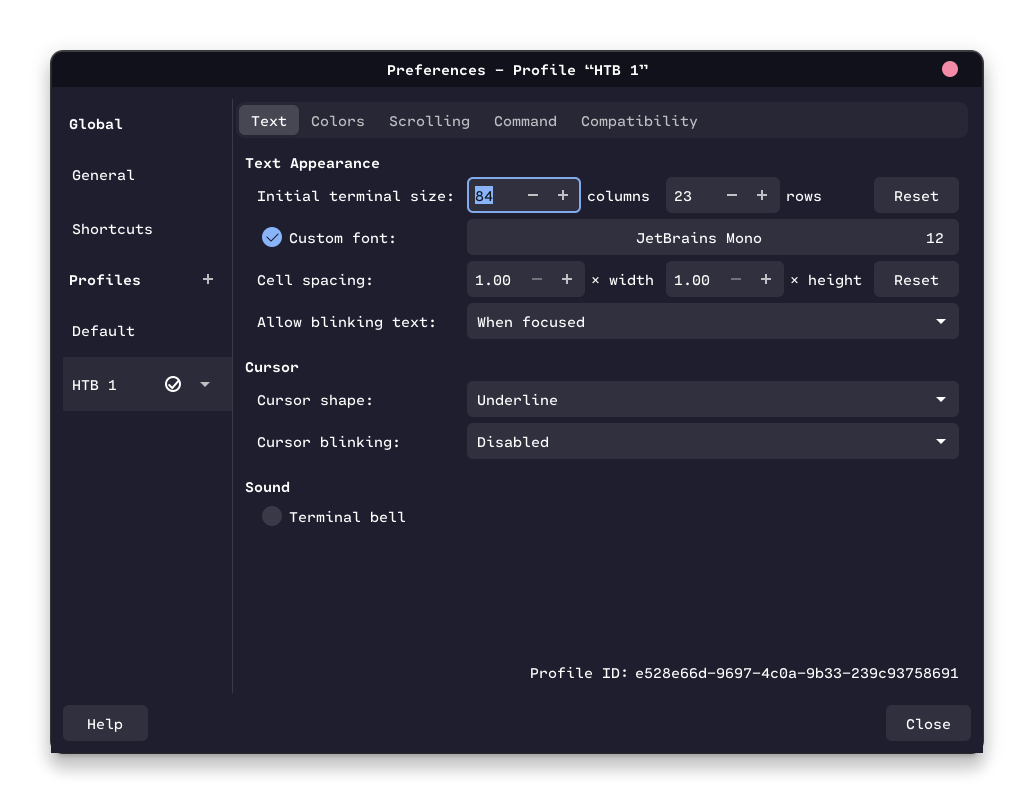 Preferences – Profile “HTB 1”
Global
General
Shortcuts
Profiles +
Default
HTB 1
Text Colors Scrolling Command Compatibility
Text Appearance
Initial terminal size: 84 − + columns 23 − + rows Reset
Custom font: JetBrains Mono 12
Cell spacing: 1.00 − + × width 1.00 − + × height Reset
Allow blinking text: When focused
Cursor
Cursor shape: Underline
Cursor blinking: Disabled
Sound
Terminal bell
Profile ID: e528e66d-9697-4c0a-9b33-239c93758691
Help Close